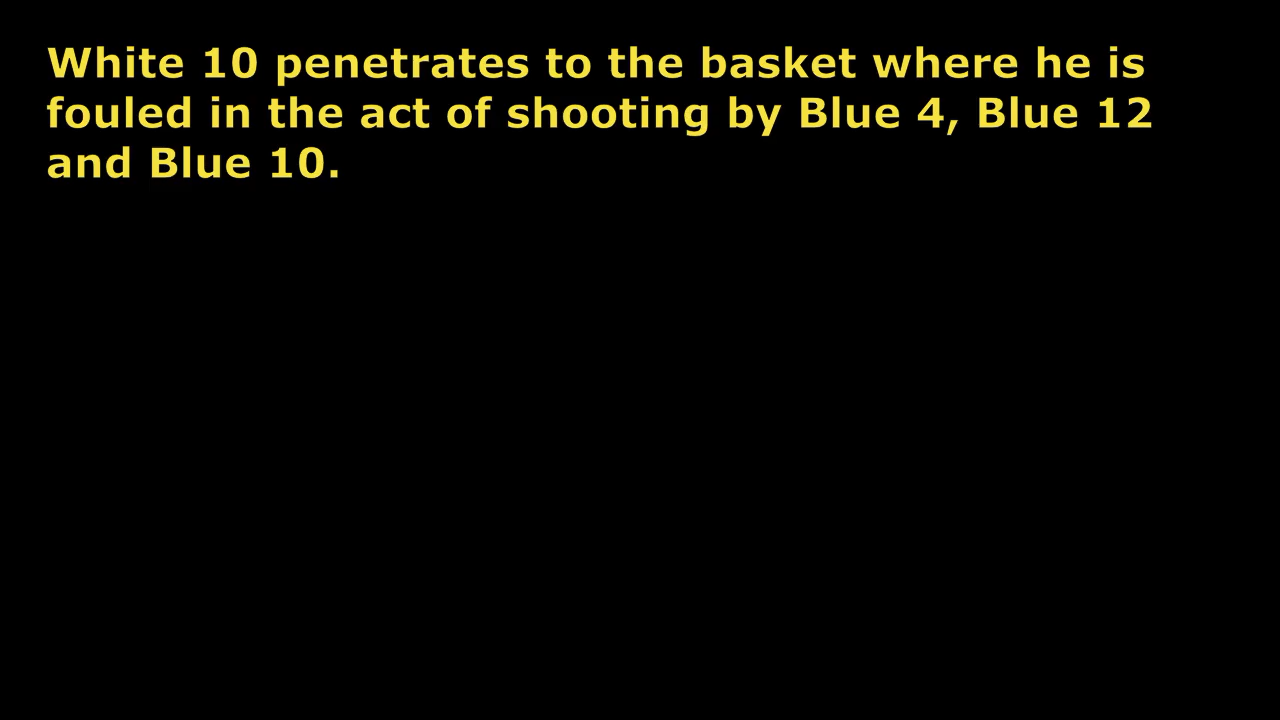 White 10 penetrates to the basket where he is
fouled in the act of shooting by Blue 4, Blue 12
and Blue 10.